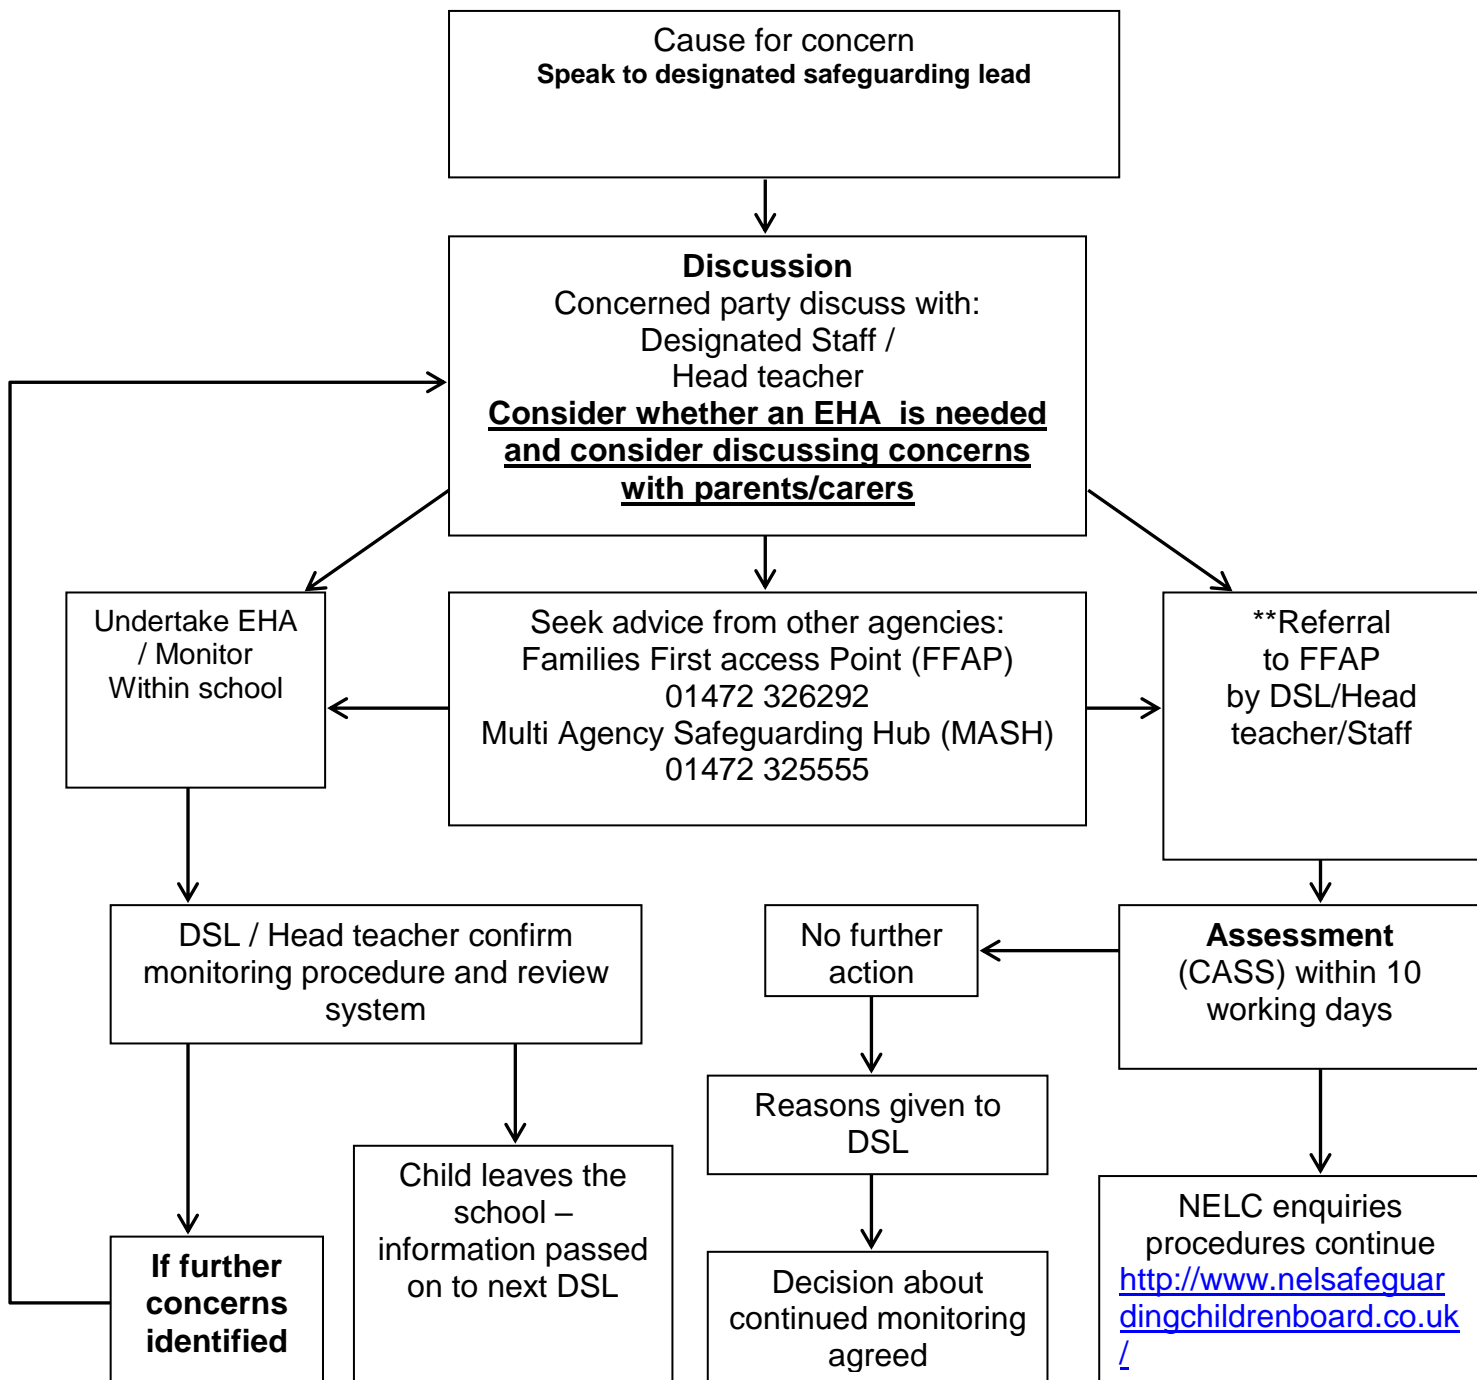 Cause for concern
Speak to designated safeguarding lead
Discussion
Concerned party discuss with:
Designated Staff /
Head teacher
Consider whether an EHA is needed
and consider discussing concerns
with parents/carers
Undertake EHA
/ Monitor
Within school
Seek advice from other agencies:
Families First access Point (FFAP)
01472 326292
Multi Agency Safeguarding Hub (MASH)
01472 325555
**Referral
to FFAP
by DSL/Head
teacher/Staff
DSL / Head teacher confirm
monitoring procedure and review
system
No further
action
Assessment
(CASS) within 10
working days
Reasons given to
DSL
Child leaves the
school –
information passed
on to next DSL
If further
concerns
identified
Decision about
continued monitoring
agreed
NELC enquiries
procedures continue
http://www.nelsafeguar
dingchildrenboard.co.uk
/